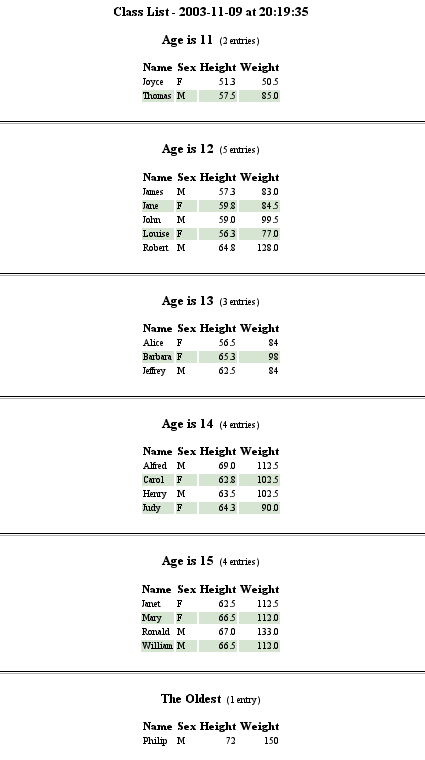 Class List - 2003-11-09 at 20:19:35
Age is 11 (2 entries)
Name Sex Height Weight
Joyce F 51.3 50.5
Thomas M 57.5 85.0
Age is 12 (5 entries)
Name Sex Height Weight
James M 57.3 83.0
Jane F 59.8 84.5
John M 59.0 99.5
Louise F 56.3 77.0
Robert M 64.8 128.0
Age is 13 (3 entries)
Name Sex Height Weight
Alice F 56.5 84
Barbara F 65.3 98
Jeffrey M 62.5 84
Age is 14 (4 entries)
Name Sex Height Weight
Alfred M 69.0 112.5
Carol F 62.8 102.5
Henry M 63.5 102.5
Judy F 64.3 90.0
Age is 15 (4 entries)
Name Sex Height Weight
Janet F 62.5 112.5
Mary F 66.5 112.0
Ronald M 67.0 133.0
William M 66.5 112.0
The Oldest (1 entry)
Name Sex Height Weight
Philip M 72 150